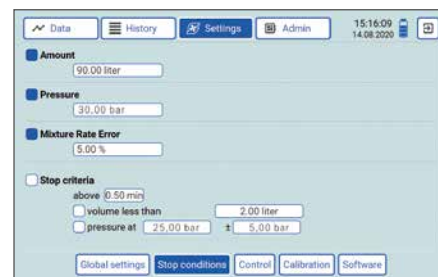 Data History Settings Admin 15:16:09
14.08.2020
Amount
90.00 liter
Pressure
30,00 bar
Mixture Rate Error
5.00 %
Stop criteria
above 0.50 min
volume less than 2.00 liter
pressure at 25,00 bar ± 5,00 bar
Global settings Stop conditions Control Calibration Software